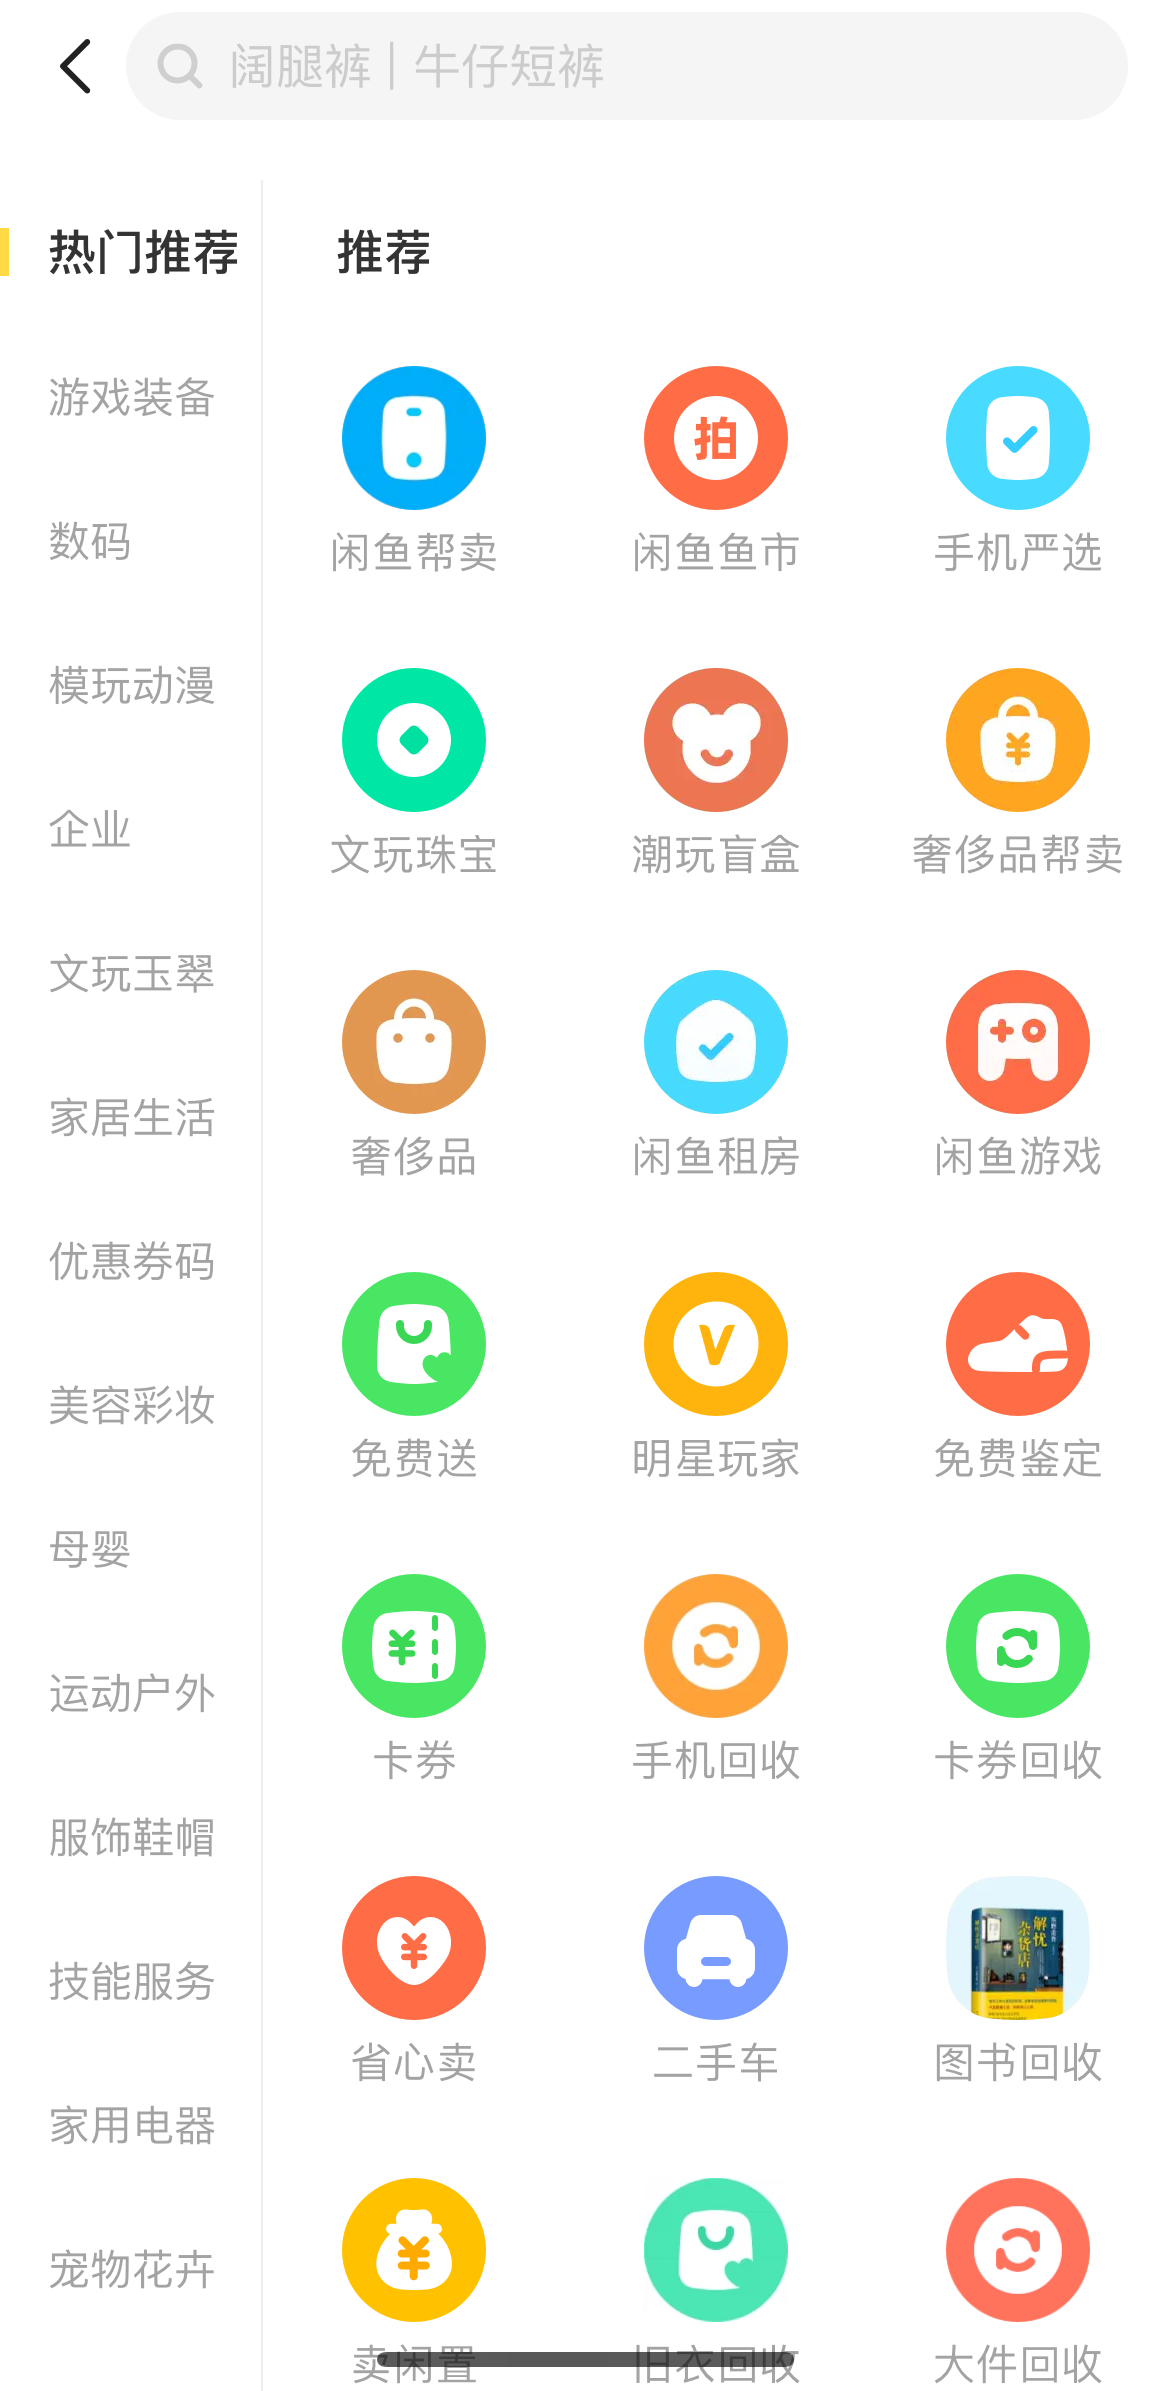 阔腿裤 | 牛仔短裤
热门推荐
游戏装备
数码
模玩动漫
企业
文玩玉翠
家居生活
优惠券码
美容彩妆
母婴
运动户外
服饰鞋帽
技能服务
家用电器
宠物花卉
推荐
拍
闲鱼帮卖
闲鱼鱼市
手机严选
¥
文玩珠宝
潮玩盲盒
奢侈品帮卖
奢侈品
闲鱼租房
闲鱼游戏
V
免费送
明星玩家
免费鉴定
¥
卡券
手机回收
卡券回收
¥
解忧
杂货店
省心卖
二手车
图书回收
¥
卖闲置
旧衣回收
大件回收